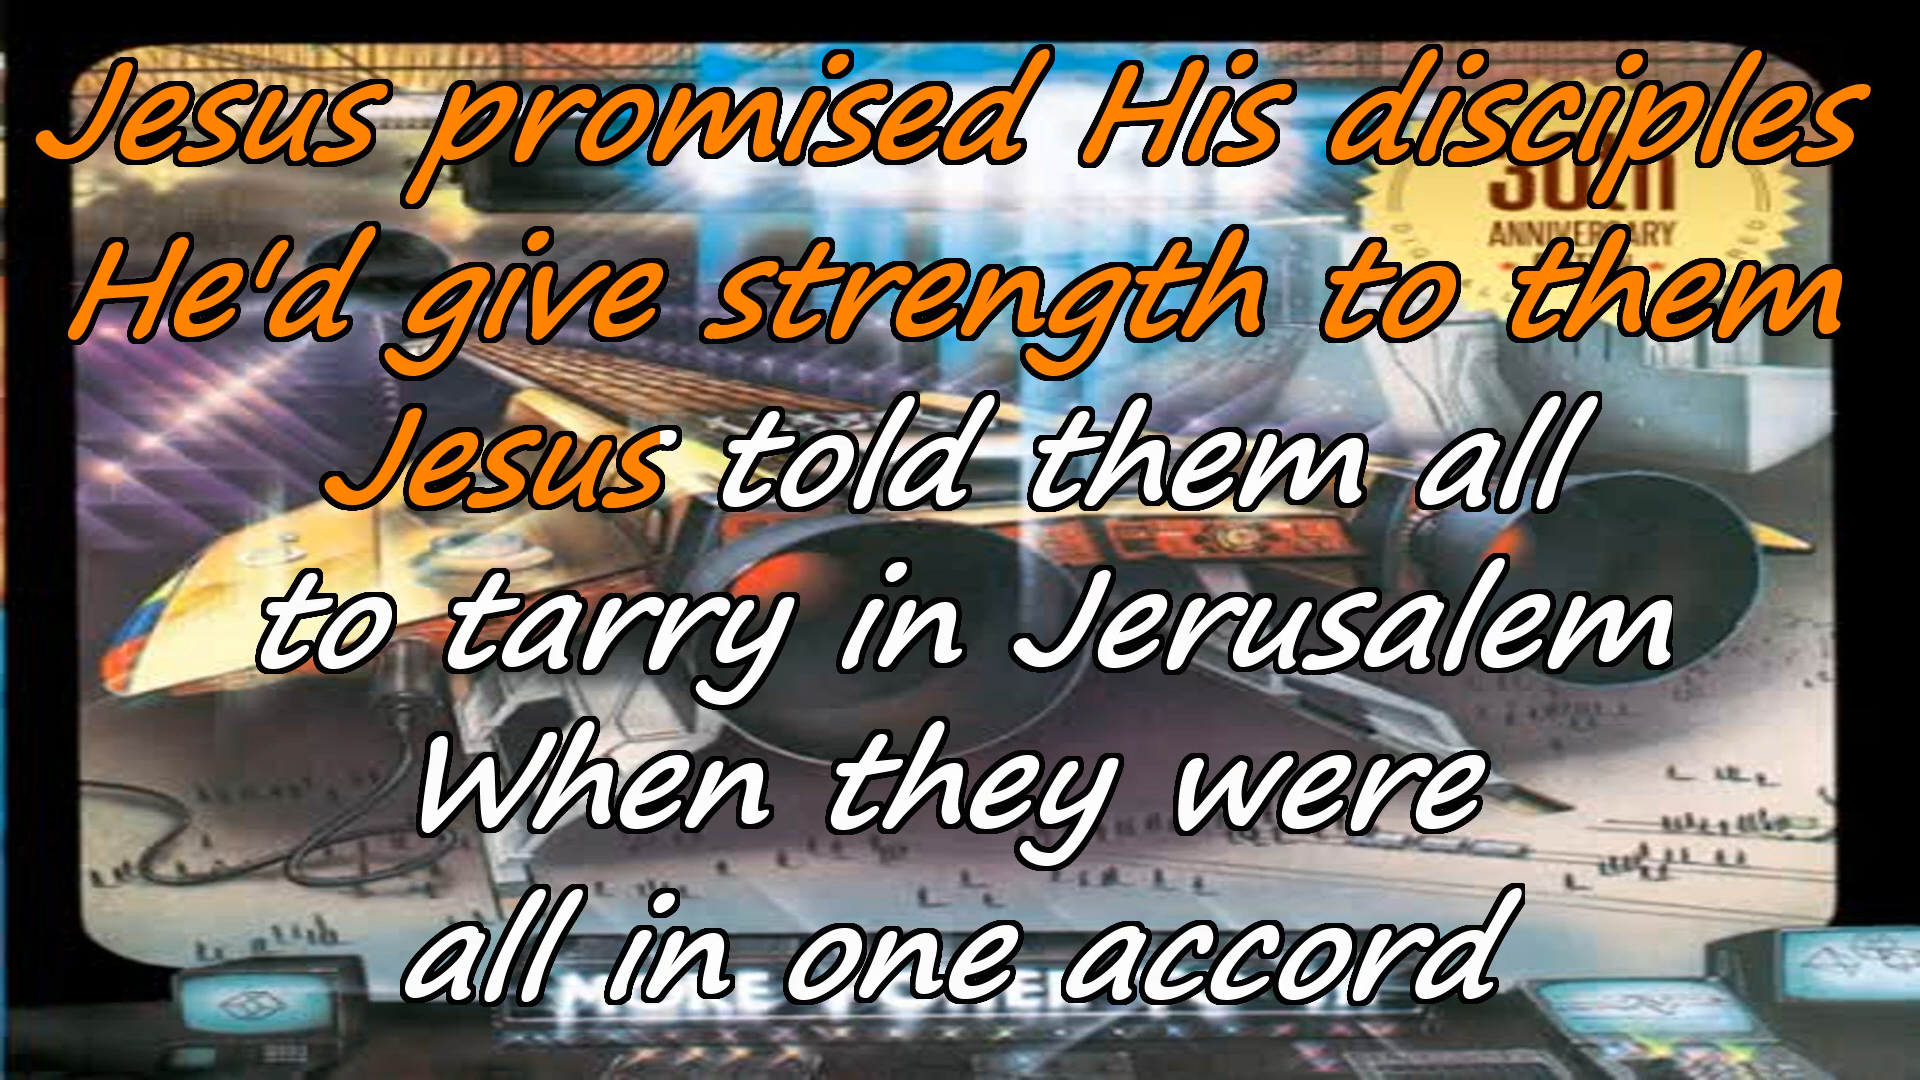 Jesus promised His disciples
He'd give strength to them
Jesus told them all
to tarry in Jerusalem
When they were
all in one accord
ANNIVERSARY